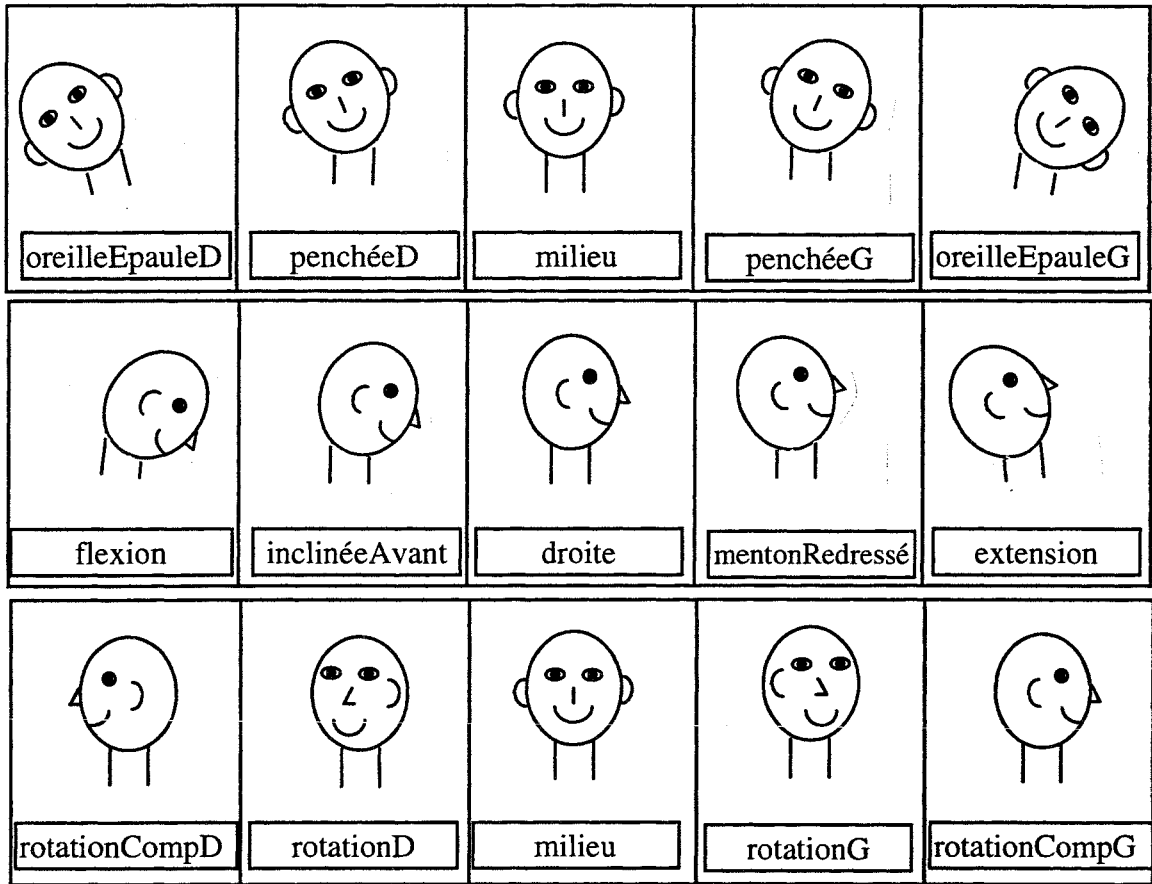 oreilleEpauleD
penchéeD
milieu
penchéeG
oreilleEpauleG
flexion
inclinéeAvant
droite
mentonRedressé
extension
rotationCompD
rotationD
milieu
rotationG
rotationCompG